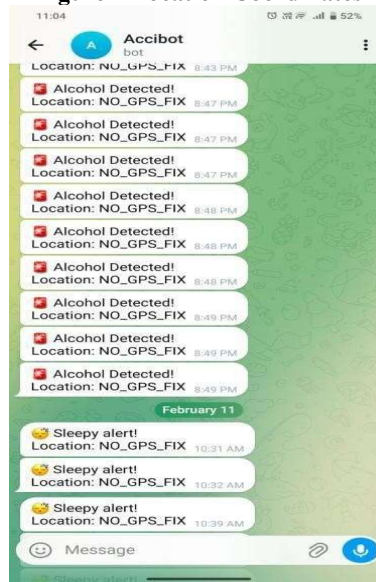 11:04
52%
Accibot
bot
Location: NO_GPS_FIX 8:43 PM
Alcohol Detected!
Location: NO_GPS_FIX 8:47 PM
Alcohol Detected!
Location: NO_GPS_FIX 8:47 PM
Alcohol Detected!
Location: NO_GPS_FIX 8:47 PM
Alcohol Detected!
Location: NO_GPS_FIX 8:48 PM
Alcohol Detected!
Location: NO_GPS_FIX 8:48 PM
Alcohol Detected!
Location: NO_GPS_FIX 8:48 PM
Alcohol Detected!
Location: NO_GPS_FIX 8:49 PM
Alcohol Detected!
Location: NO_GPS_FIX 8:49 PM
Alcohol Detected!
Location: NO_GPS_FIX 8:49 PM
February 11
Sleepy alert!
Location: NO_GPS_FIX 10:31 AM
Sleepy alert!
Location: NO_GPS_FIX 10:32 AM
Sleepy alert!
Location: NO_GPS_FIX 10:39 AM
Message
Sleepy alert!